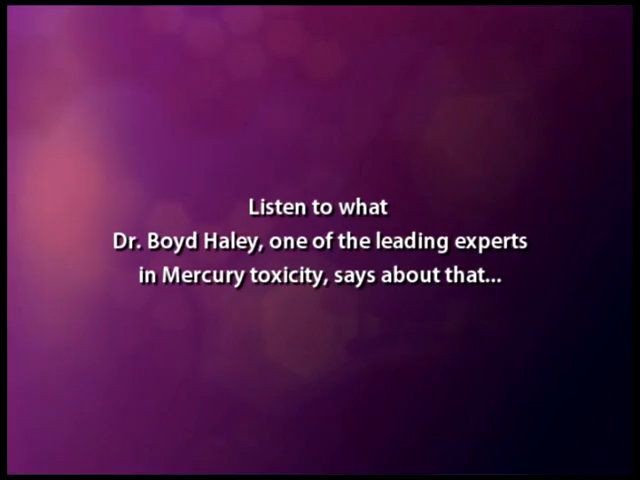 Listen to what
Dr. Boyd Haley, one of the leading experts
in Mercury toxicity, says about that...